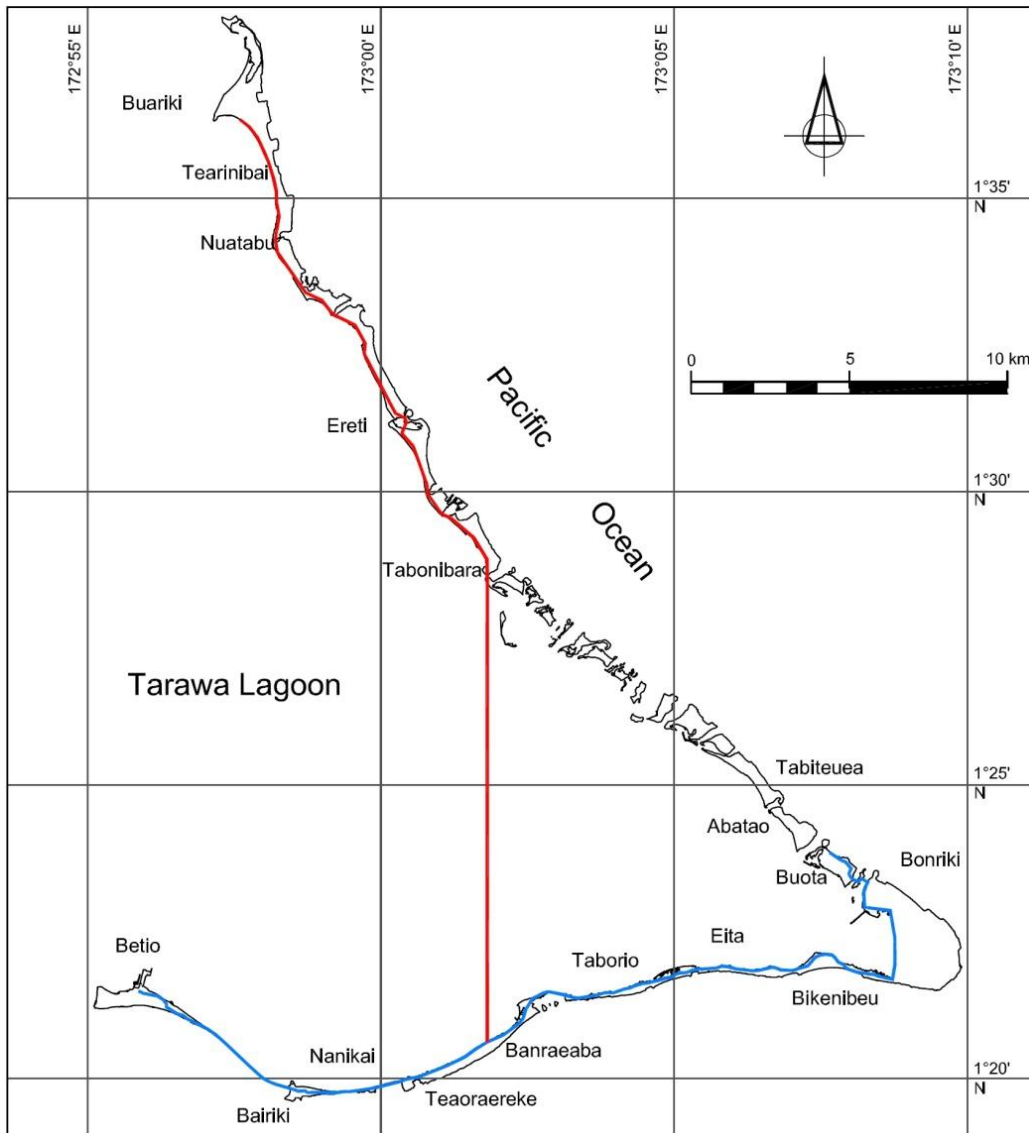 172°55' E
173°00' E
173°05' E
173°10' E
Buariki
Tearinibai
1°35'
N
Nuatabu
0 5 10 km
Pacific
Ereti
1°30'
N
Ocean
Tabonibara
Tarawa Lagoon
Tabiteuea
1°25'
N
Abatao
Bonriki
Buota
Eita
Betio
Taborio
Bikenibeu
Nanikai
Banraeaba
1°20'
N
Teaoraereke
Bairiki